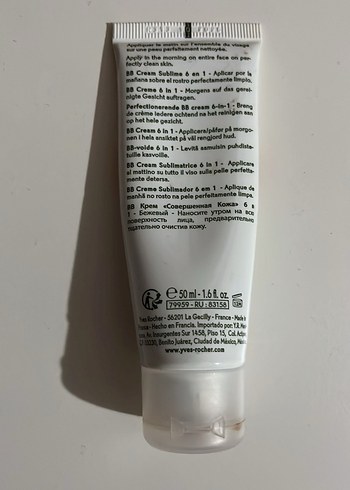 Appliquer le matin sur l'ensemble du visage
sur une peau parfaitement nettoyée.
Apply in the morning on entire face on per-
fectly clean skin.
BB Cream Sublime 6 en 1 - Aplicar por la
mañana sobre el rostro perfectamente limpio.
BB Creme 6 in 1 - Morgens auf das gerei-
nigte Gesicht auftragen.
Perfectionerende BB cream 6-in-1 - Breng
de crème iedere ochtend na het reinigen aan
op het hele gezicht.
BB Cream 6 in 1 - Appliceras/påfør på morgo-
nen i hela ansiktet på väl rengjord hud.
BB-voide 6 in 1 - Levitä aamuisin puhdiste-
tuille kasvoille.
BB Cream Sublimatrice 6 in 1 - Applicare
al mattino su tutto il viso sulla pelle perfetta-
mente detersa.
BB Creme Sublimador 6 em 1 - Aplique de
manhã no rosto na pele perfeitamente limpa.
BB Крем «Совершенная Кожа» 6 в
1 - Бежевый - Наносите утром на всю
поверхность лица, предварительно
тщательно очистив кожу.
e 50 ml - 1.6 fl. oz.
79959 - RU : 83158
Yves Rocher - 56201 La Gacilly - France - Made in
France - Hecho en Francia. Importado por: Y.R.
Av. Insurgentes Sur 1458, Piso 15, Col. Actipan
03230, Benito Juárez, Ciudad de México, México
www.yves-rocher.com